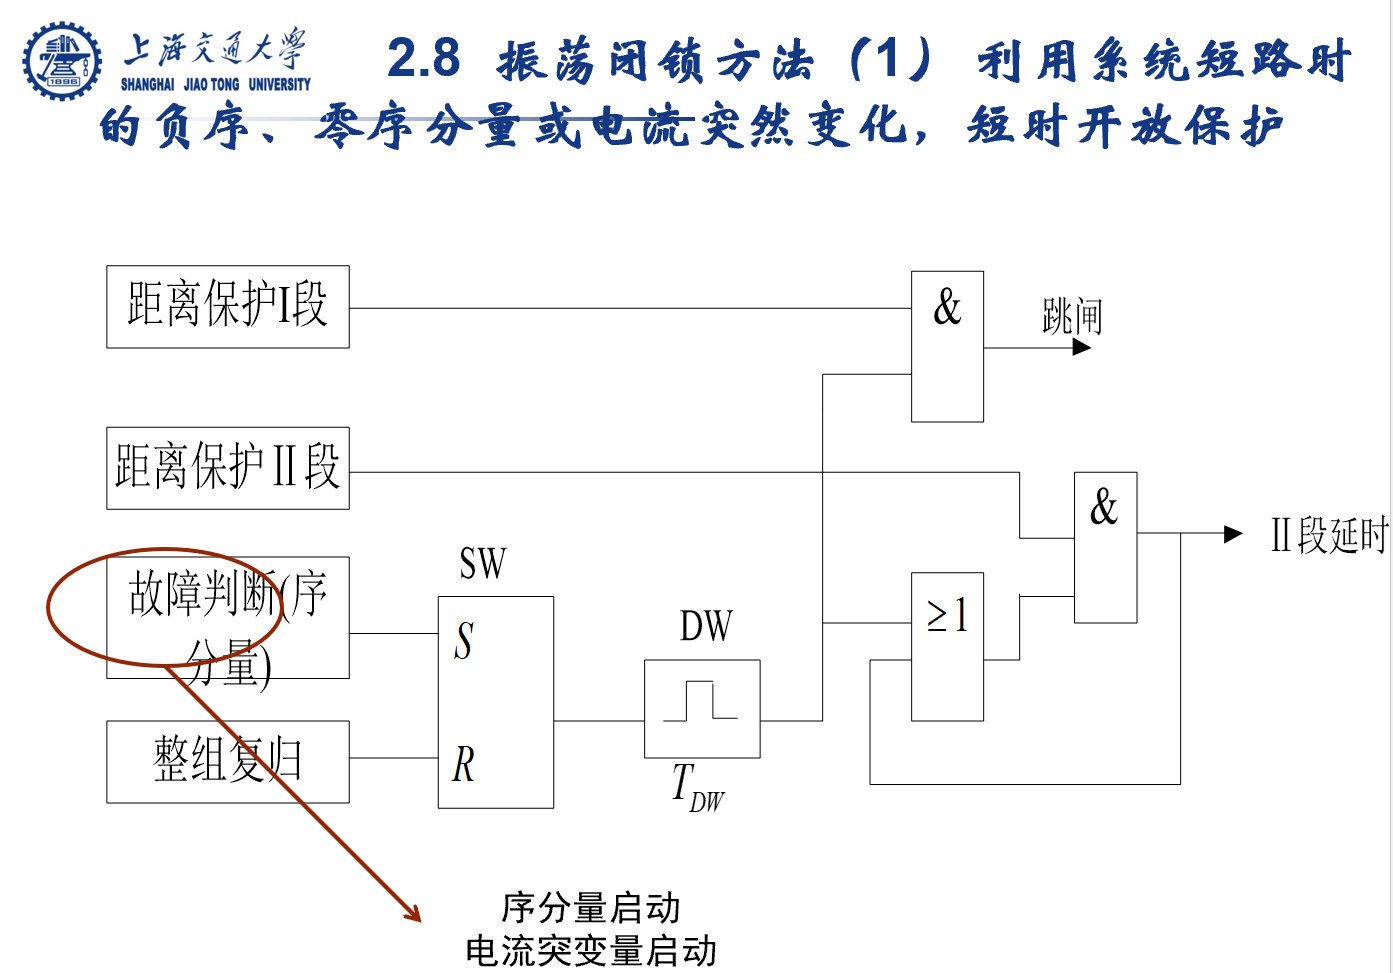 上海交通大学
SHANGHAI JIAO TONG UNIVERSITY
1896
2.8 振荡闭锁方法（1） 利用系统短路时
的负序、零序分量或电流突然变化，短时开放保护
距离保护I段
&
跳闸
距离保护Ⅱ段
&
Ⅱ段延时
故障判断(序
分量)
SW
S
≥1
DW
整组复归
R
T_DW
序分量启动
电流突变量启动